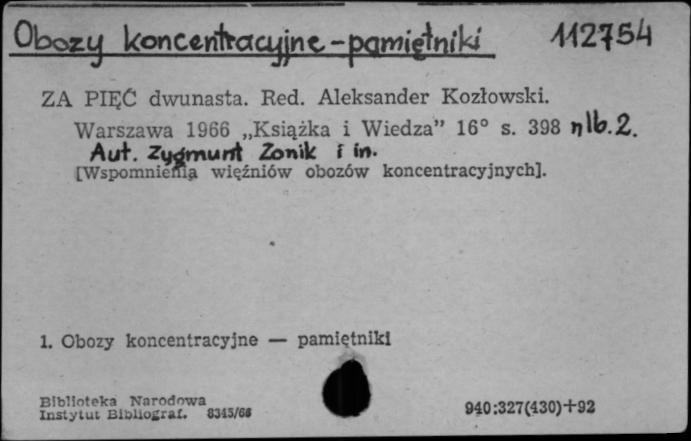 Obozy koncentracyjne - pamiętniki 112754
ZA PIĘĆ dwunasta. Red. Aleksander Kozłowski.
Warszawa 1966 „Książka i Wiedza” 16° s. 398 nlb. 2.
Aut. Zygmunt Zonik i in.
[Wspomnienia więźniów obozów koncentracyjnych].
1. Obozy koncentracyjne — pamiętniki
Biblioteka Narodowa
Instytut Bibliograf. 8345/66
940:327(430)+92